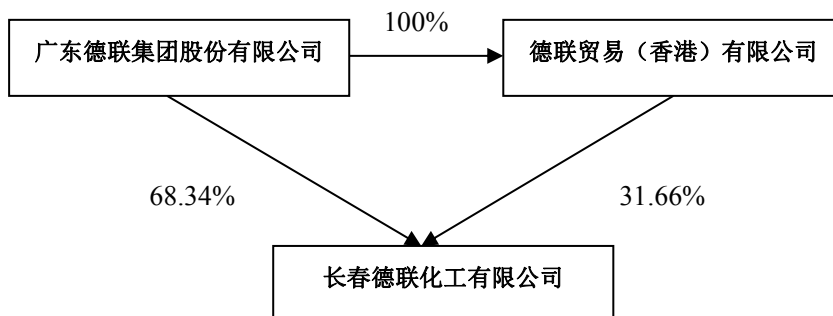 100%
广东德联集团股份有限公司
德联贸易（香港）有限公司
68.34%
31.66%
长春德联化工有限公司